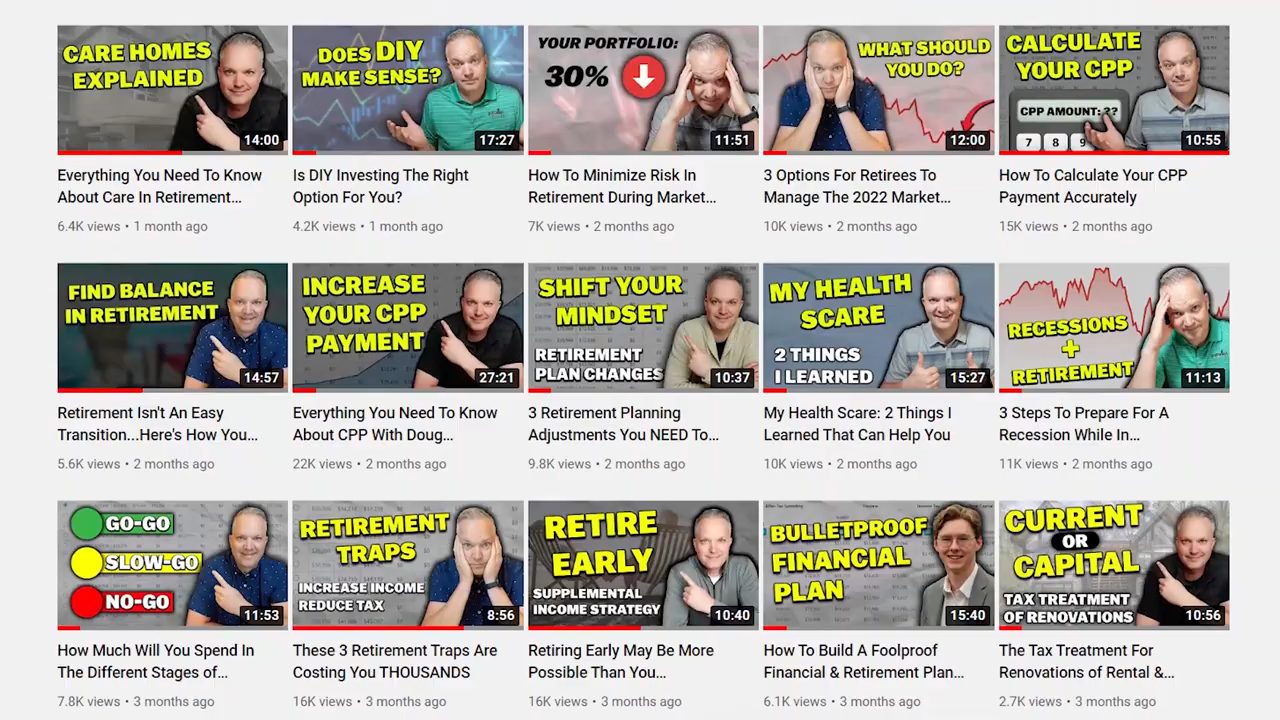 CARE HOMES
EXPLAINED
14:00
DOES DIY
MAKE SENSE?
17:27
YOUR PORTFOLIO:
30%
11:51
WHAT SHOULD
YOU DO?
12:00
CALCULATE
YOUR CPP
CPP AMOUNT: ??
7 8 9
10:55
Everything You Need To Know
About Care In Retirement...
6.4K views • 1 month ago
Is DIY Investing The Right
Option For You?
4.2K views • 1 month ago
How To Minimize Risk In
Retirement During Market...
7K views • 2 months ago
3 Options For Retirees To
Manage The 2022 Market...
10K views • 2 months ago
How To Calculate Your CPP
Payment Accurately
15K views • 2 months ago
FIND BALANCE
IN RETIREMENT
14:57
INCREASE
YOUR CPP
PAYMENT
27:21
SHIFT YOUR
MINDSET
RETIREMENT
PLAN CHANGES
10:37
MY HEALTH
SCARE
2 THINGS
I LEARNED
15:27
RECESSIONS
+
RETIREMENT
11:13
Retirement Isn't An Easy
Transition...Here's How You...
5.6K views • 2 months ago
Everything You Need To Know
About CPP With Doug...
22K views • 2 months ago
3 Retirement Planning
Adjustments You NEED To...
9.8K views • 2 months ago
My Health Scare: 2 Things I
Learned That Can Help You
10K views • 2 months ago
3 Steps To Prepare For A
Recession While In...
11K views • 2 months ago
GO-GO
SLOW-GO
NO-GO
11:53
RETIREMENT
TRAPS
INCREASE INCOME
REDUCE TAX
8:56
RETIRE
EARLY
SUPPLEMENTAL
INCOME STRATEGY
10:40
BULLETPROOF
FINANCIAL
PLAN
15:40
CURRENT
OR
CAPITAL
TAX TREATMENT
OF RENOVATIONS
10:56
How Much Will You Spend In
The Different Stages of...
7.8K views • 3 months ago
These 3 Retirement Traps Are
Costing You THOUSANDS
16K views • 3 months ago
Retiring Early May Be More
Possible Than You...
16K views • 3 months ago
How To Build A Foolproof
Financial & Retirement Plan...
6.1K views • 3 months ago
The Tax Treatment For
Renovations of Rental &...
2.7K views • 3 months ago